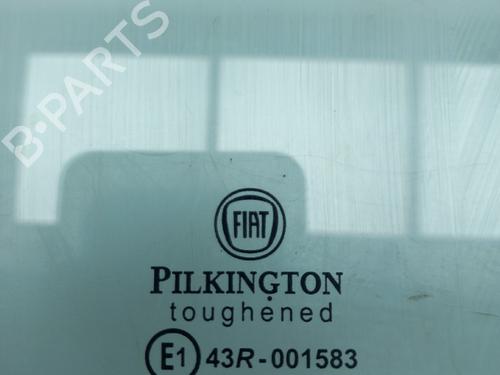 B-PARTS
FIAT
PILKINGTON
toughened
E1 43R-001583